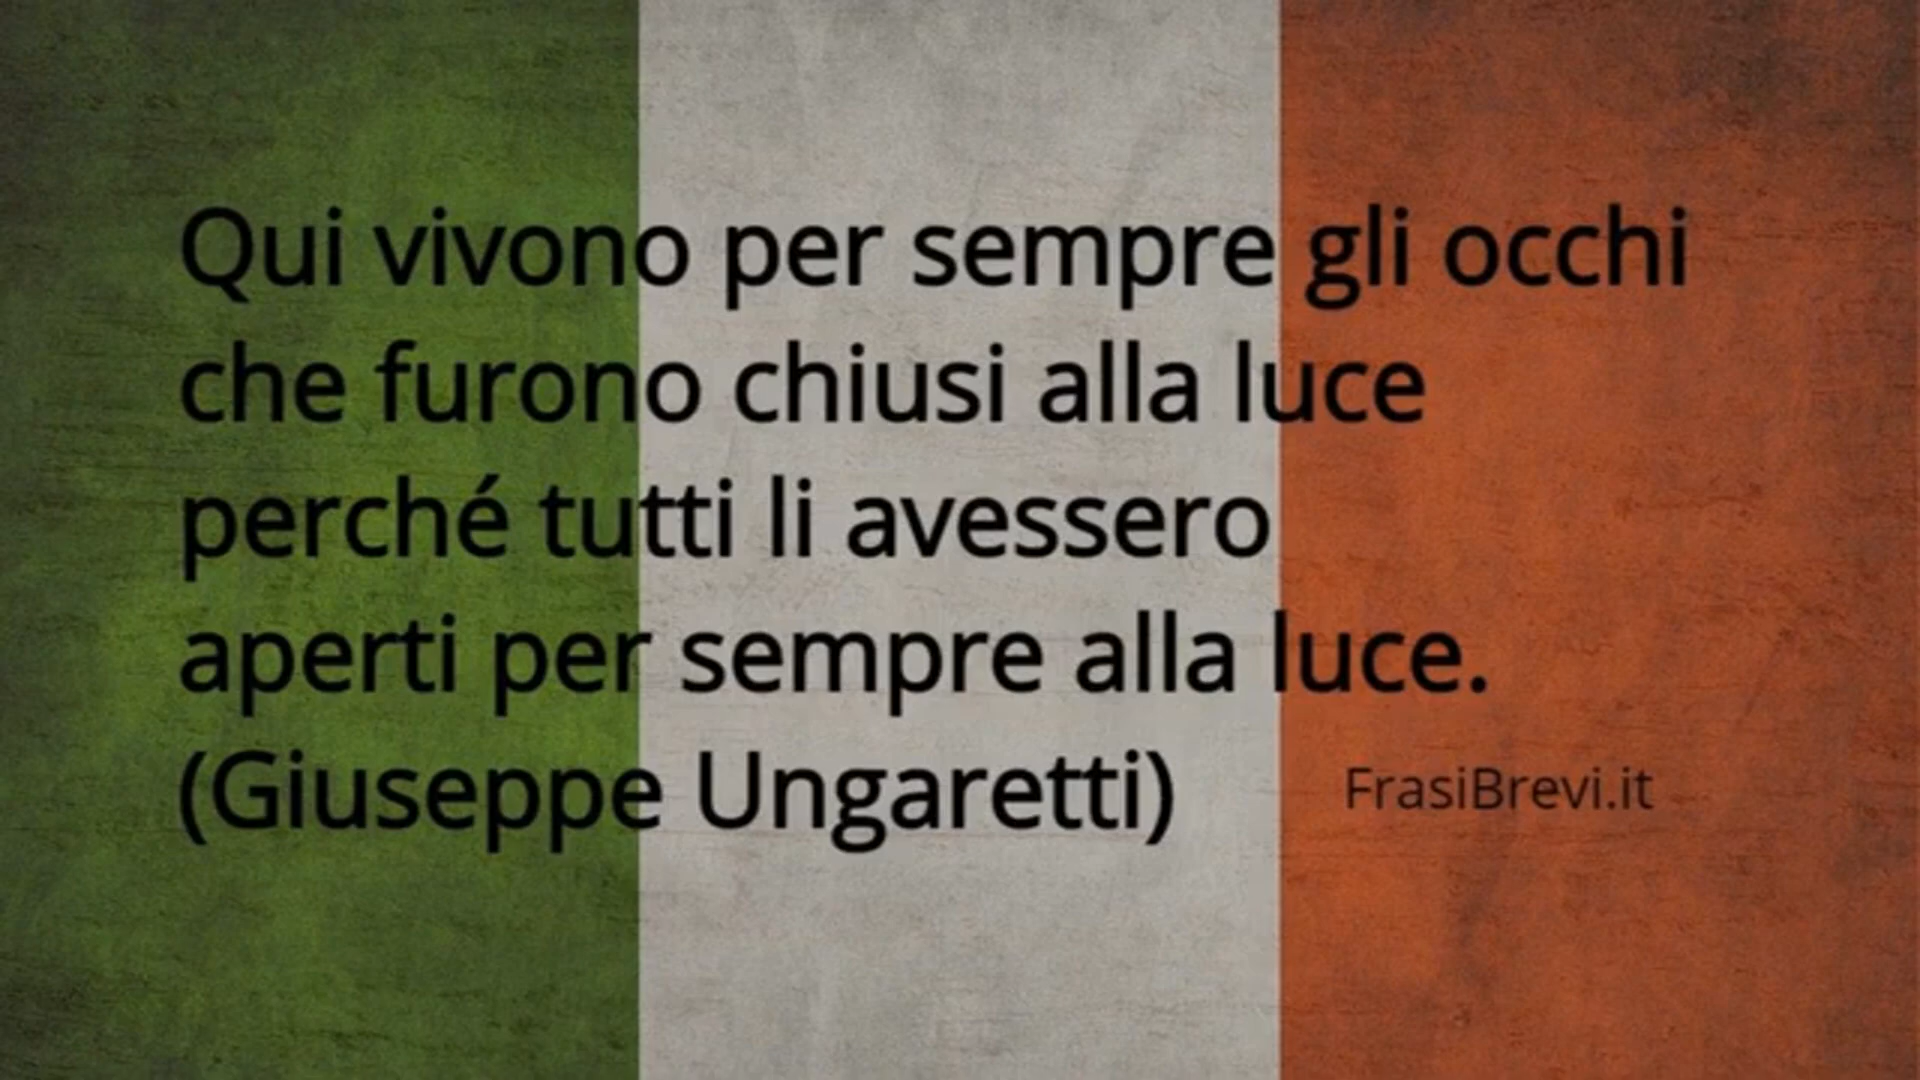 Qui vivono per sempre gli occhi
che furono chiusi alla luce
perché tutti li avessero
aperti per sempre alla luce.
(Giuseppe Ungaretti)
FrasiBrevi.it